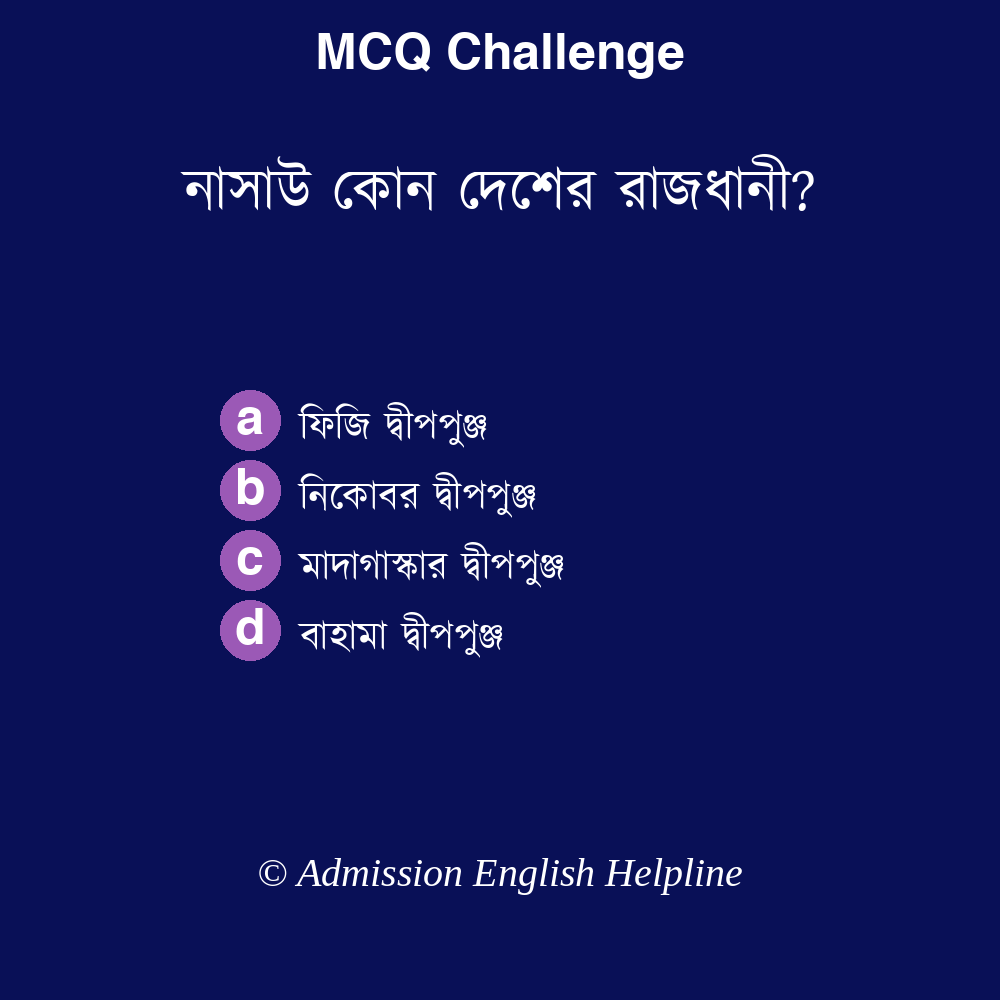 MCQ Challenge
নাসাউ কোন দেশের রাজধানী?
a ফিজি দ্বীপপুঞ্জ
b নিকোবর দ্বীপপুঞ্জ
c মাদাগাস্কার দ্বীপপুঞ্জ
d বাহামা দ্বীপপুঞ্জ
© Admission English Helpline